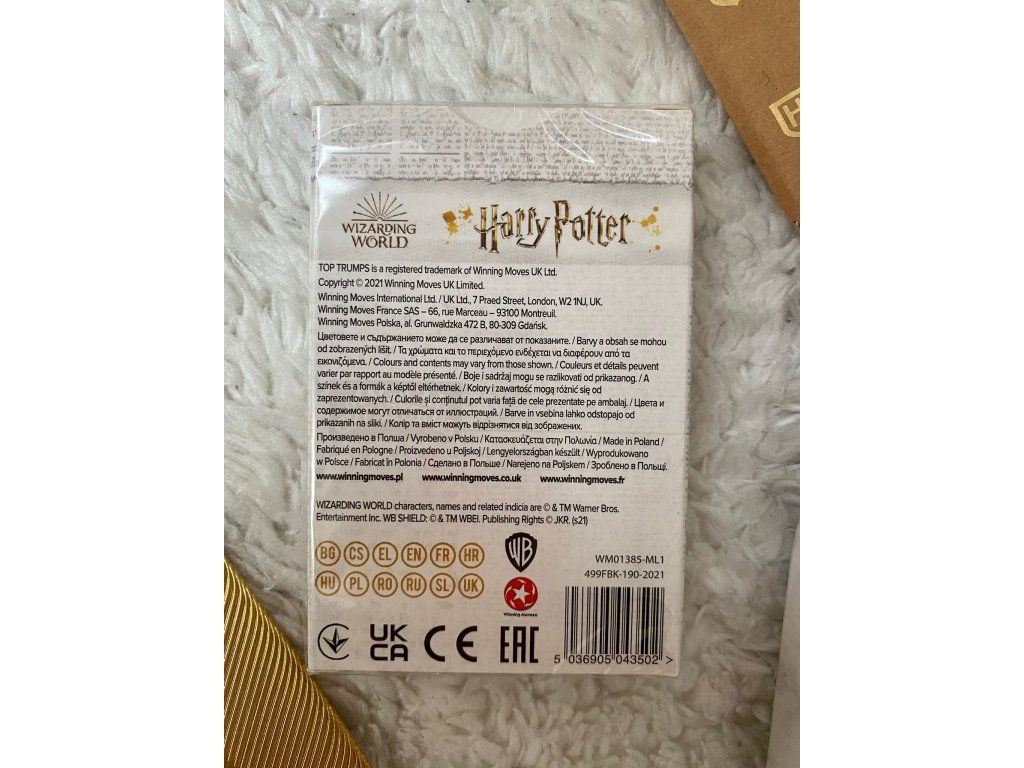 WIZARDING
WORLD
Harry Potter
TOP TRUMPS is a registered trademark of Winning Moves UK Ltd.
Copyright © 2021 Winning Moves UK Limited.
Winning Moves International Ltd. / UK Ltd., 7 Praed Street, London, W2 1NJ, UK.
Winning Moves France SAS – 66, rue Marceau – 93100 Montreuil.
Winning Moves Polska, al. Grunwaldzka 472 B, 80-309 Gdańsk.
Цветовете и съдържанието може да се различават от показаните. / Barvy a obsah se mohou
od zobrazených lišit. / Τα χρώματα και το περιεχόμενο ενδέχεται να διαφέρουν από τα
εικονιζόμενα. / Colours and contents may vary from those shown. / Couleurs et détails peuvent
varier par rapport au modèle présenté. / Boje i sadržaj mogu se razlikovati od prikazanog. / A
színek és a formák a képtől eltérhetnek. / Kolory i zawartość mogą różnić się od
zaprezentowanych. / Culorile și conținutul pot varia față de cele prezentate pe ambalaj. / Цвета и
содержимое могут отличаться от иллюстраций. / Barve in vsebina lahko odstopajo od
prikazanih na sliki. / Колір та вміст можуть відрізнятися від зображених.
Произведено в Полша / Vyrobeno v Polsku / Κατασκευάζεται στην Πολωνία / Made in Poland /
Fabriqué en Pologne / Proizvedeno u Poljskoj / Lengyelországban készült / Wyprodukowano
w Polsce / Fabricat în Polonia / Сделано в Польше / Narejeno na Poljskem / Зроблено в Польщі.
www.winningmoves.pl www.winningmoves.co.uk www.winningmoves.fr
WIZARDING WORLD characters, names and related indicia are © & TM Warner Bros.
Entertainment Inc. WB SHIELD: © & TM WBEI. Publishing Rights © JKR. (s21)
BG CS EL EN FR HR
HU PL RO RU SL UK
WB
Winning Moves
WM01385-ML1
499FBK-190-2021
UK
CA
CE
EAC
5 036905 043502 >